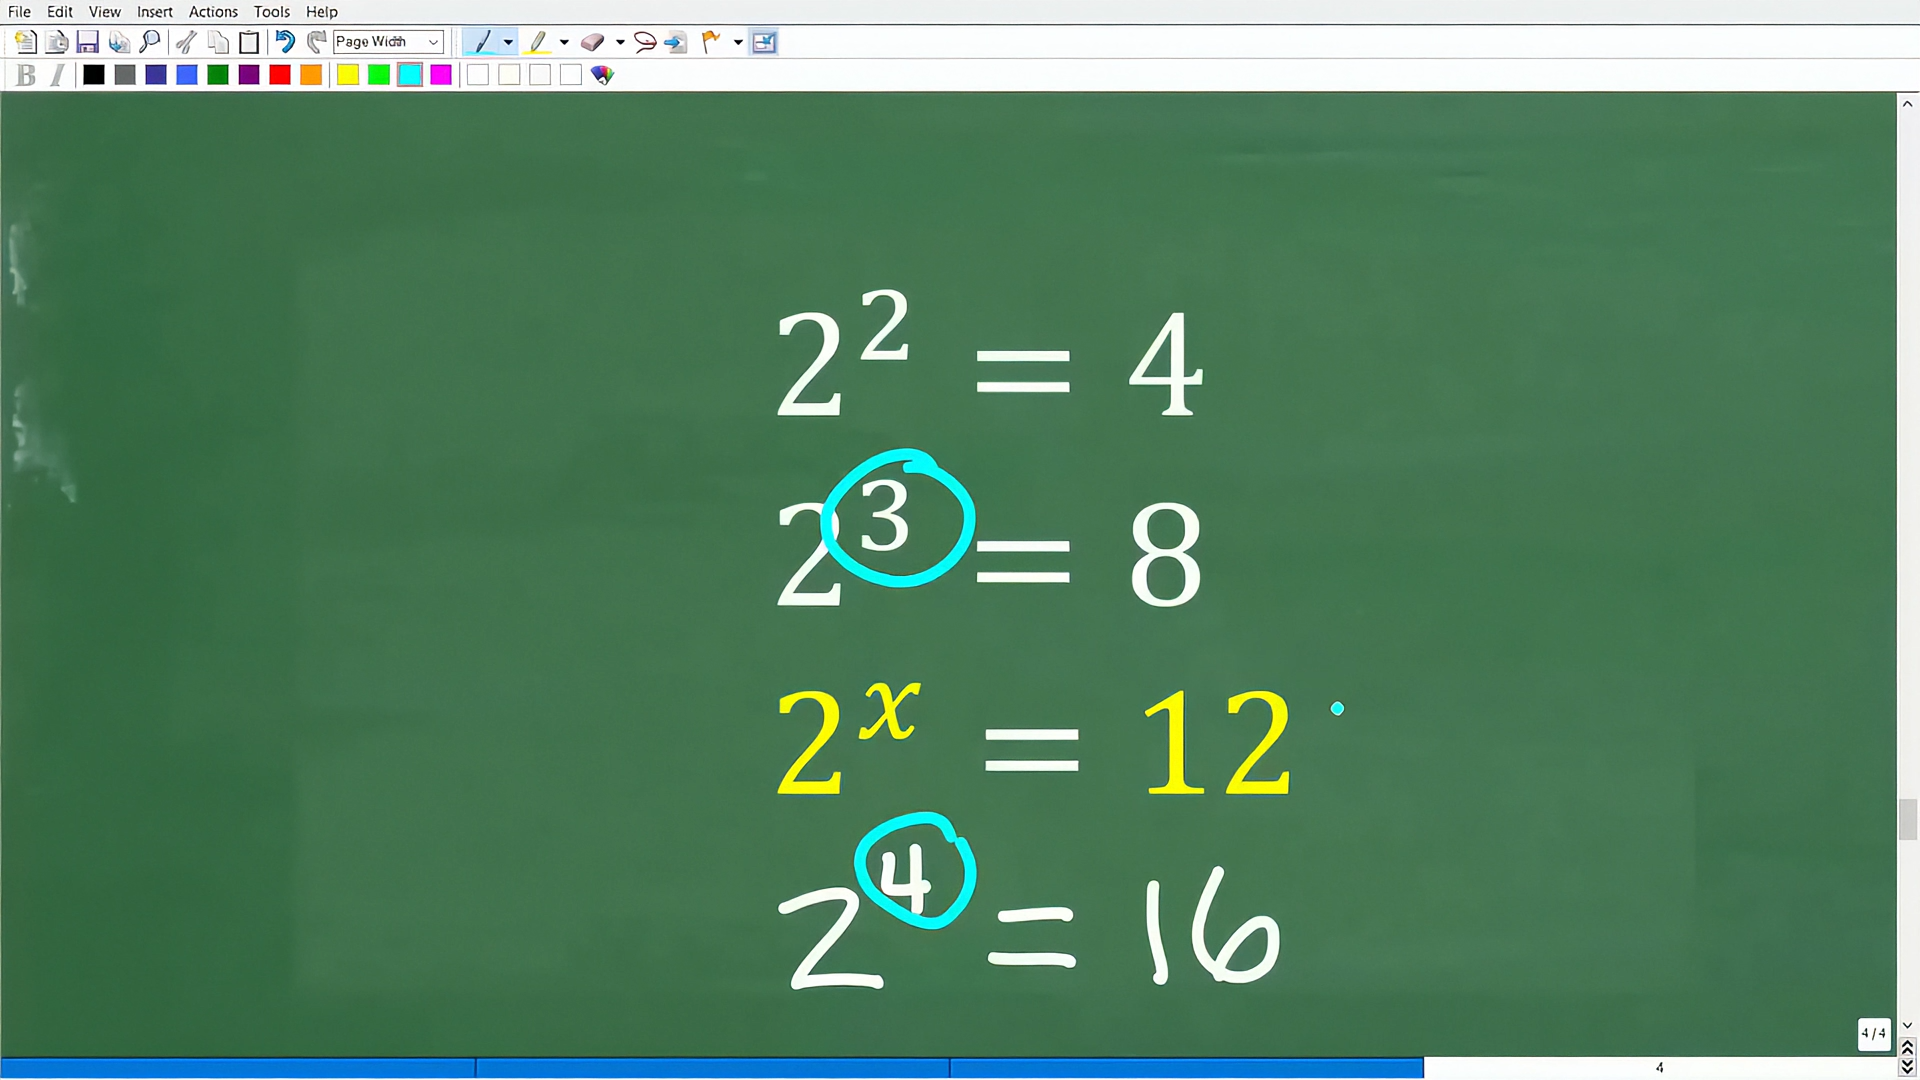 File Edit View Insert Actions Tools Help
Page Width
B I
2² = 4
2³ = 8
2ˣ = 12
2⁴ = 16
4/4
4